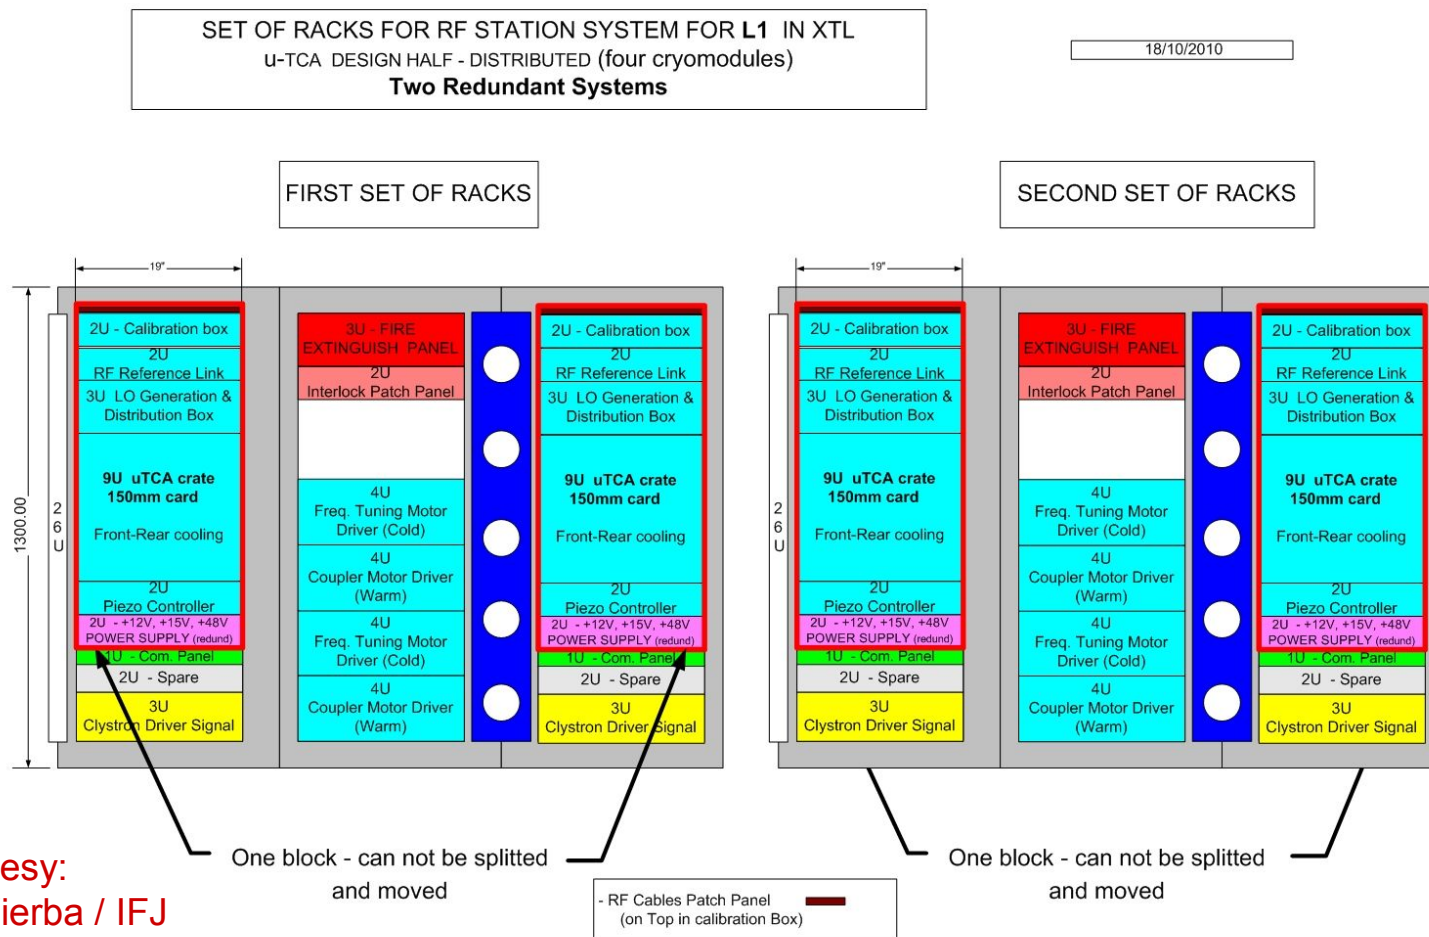 SET OF RACKS FOR RF STATION SYSTEM FOR L1 IN XTL
u-TCA DESIGN HALF - DISTRIBUTED (four cryomodules)
Two Redundant Systems
18/10/2010
FIRST SET OF RACKS
SECOND SET OF RACKS
1300.00
19"
26U
2U - Calibration box
2U
RF Reference Link
3U LO Generation &
Distribution Box
9U uTCA crate
150mm card
Front-Rear cooling
2U
Piezo Controller
2U - +12V, +15V, +48V
POWER SUPPLY (redund)
1U - Com. Panel
2U - Spare
3U
Clystron Driver Signal
3U - FIRE
EXTINGUISH PANEL
2U
Interlock Patch Panel
4U
Freq. Tuning Motor
Driver (Cold)
4U
Coupler Motor Driver
(Warm)
4U
Freq. Tuning Motor
Driver (Cold)
4U
Coupler Motor Driver
(Warm)
2U - Calibration box
2U
RF Reference Link
3U LO Generation &
Distribution Box
9U uTCA crate
150mm card
Front-Rear cooling
2U
Piezo Controller
2U - +12V, +15V, +48V
POWER SUPPLY (redund)
1U - Com. Panel
2U - Spare
3U
Clystron Driver Signal
19"
26U
2U - Calibration box
2U
RF Reference Link
3U LO Generation &
Distribution Box
9U uTCA crate
150mm card
Front-Rear cooling
2U
Piezo Controller
2U - +12V, +15V, +48V
POWER SUPPLY (redund)
1U - Com. Panel
2U - Spare
3U
Clystron Driver Signal
3U - FIRE
EXTINGUISH PANEL
2U
Interlock Patch Panel
4U
Freq. Tuning Motor
Driver (Cold)
4U
Coupler Motor Driver
(Warm)
4U
Freq. Tuning Motor
Driver (Cold)
4U
Coupler Motor Driver
(Warm)
2U - Calibration box
2U
RF Reference Link
3U LO Generation &
Distribution Box
9U uTCA crate
150mm card
Front-Rear cooling
2U
Piezo Controller
2U - +12V, +15V, +48V
POWER SUPPLY (redund)
1U - Com. Panel
2U - Spare
3U
Clystron Driver Signal
One block - can not be splitted
and moved
One block - can not be splitted
and moved
esy:
ierba / IFJ
- RF Cables Patch Panel
(on Top in calibration Box)